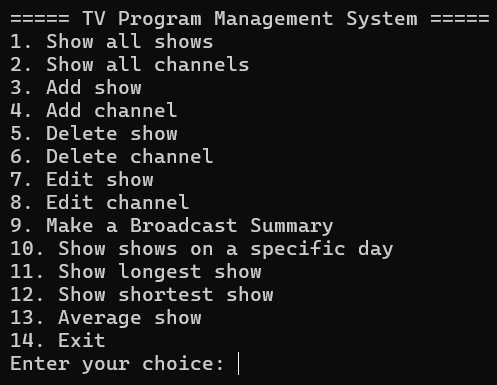 ===== TV Program Management System =====
1. Show all shows
2. Show all channels
3. Add show
4. Add channel
5. Delete show
6. Delete channel
7. Edit show
8. Edit channel
9. Make a Broadcast Summary
10. Show shows on a specific day
11. Show longest show
12. Show shortest show
13. Average show
14. Exit
Enter your choice: